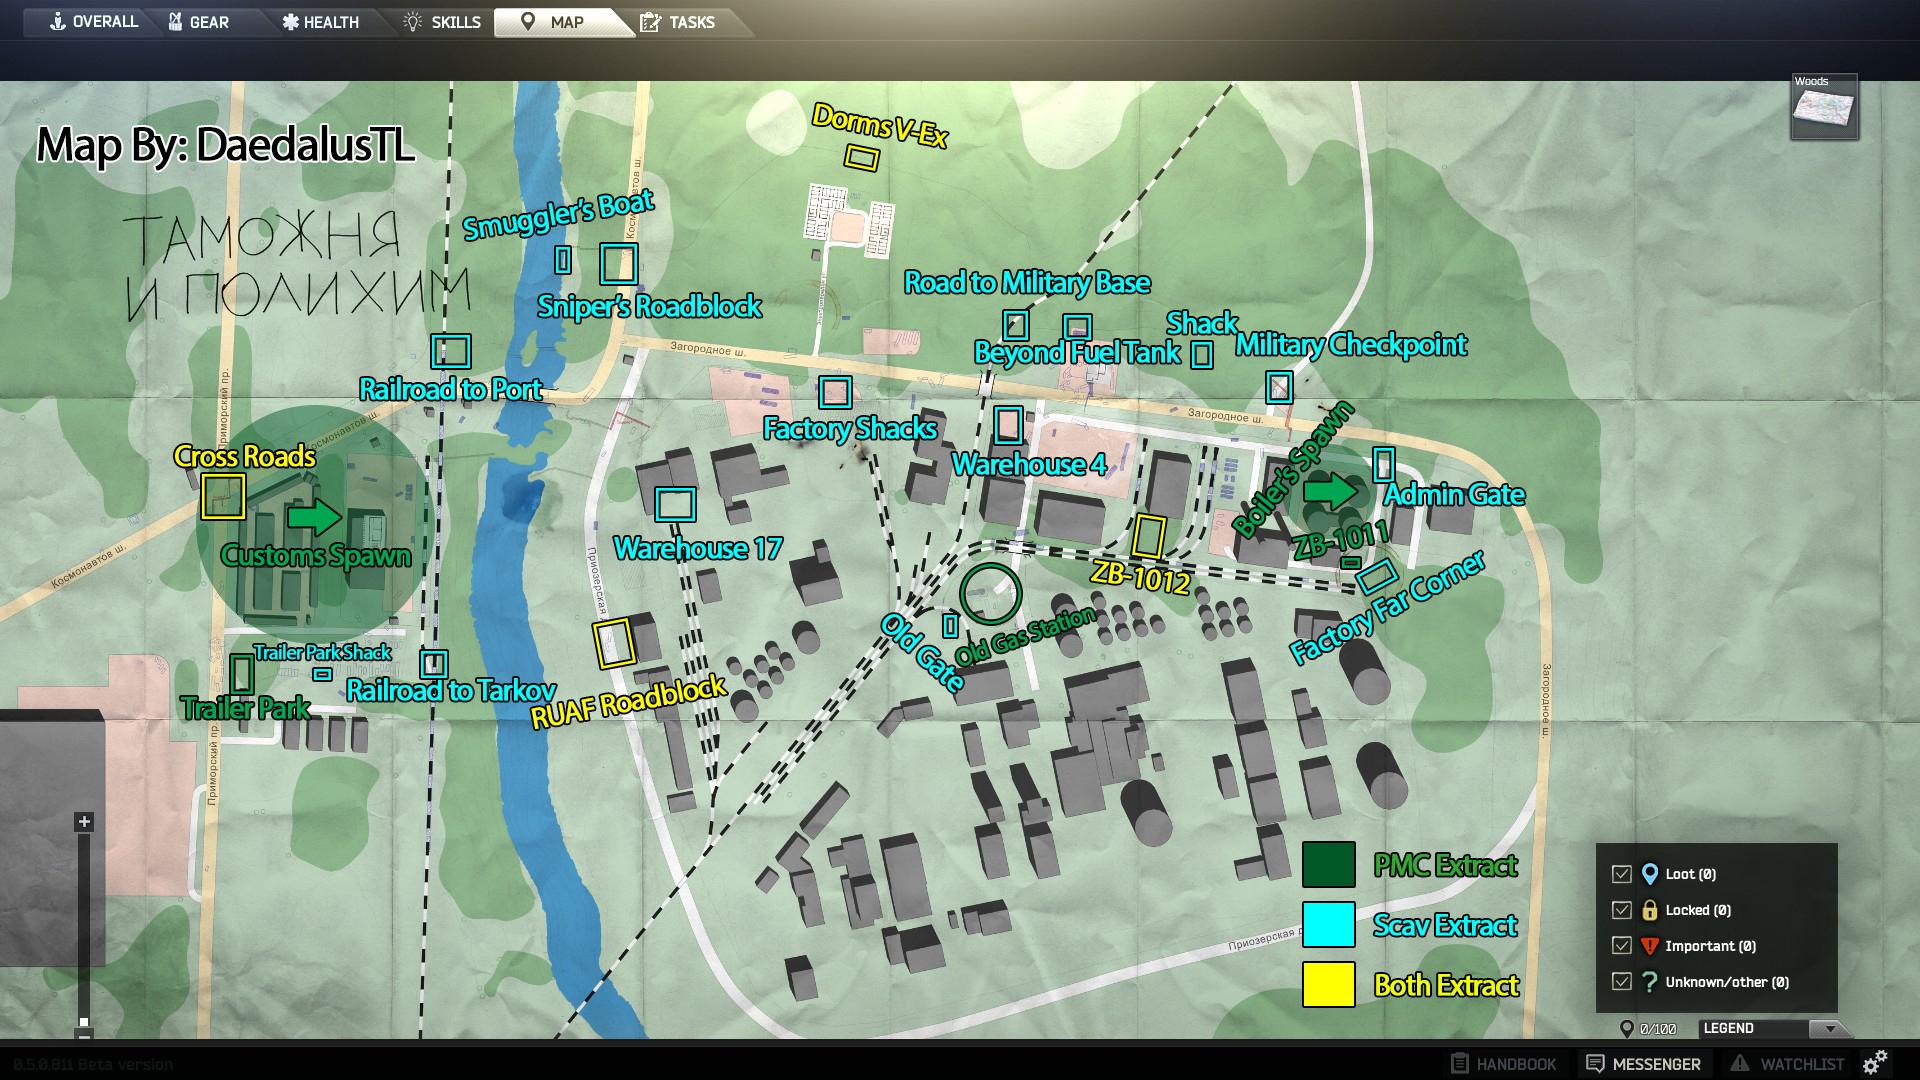 OVERALL
GEAR
HEALTH
SKILLS
MAP
TASKS
Woods
Map By: DaedalusTL
ТАМОЖНЯ
И ПОЛИХИМ
Dorms V-Ex
Smuggler's Boat
Космонавтов ш.
Sniper's Roadblock
Road to Military Base
Shack
Beyond Fuel Tank
Military Checkpoint
Загородное ш.
Загородное ш.
Railroad to Port
Приморский пр.
Космонавтов ш.
Factory Shacks
Warehouse 4
Boiler's Spawn
Admin Gate
Cross Roads
Customs Spawn
Космонавтов ш.
Warehouse 17
Приозерская
ZB-1011
ZB-1012
Factory Far Corner
Old Gate
Old Gas Station
Trailer Park Shack
Railroad to Tarkov
Trailer Park
RUAF Roadblock
Приморский пр.
Загородное ш.
Приозерская д
PMC Extract
Scav Extract
Both Extract
Loot (0)
Locked (0)
Important (0)
Unknown/other (0)
0/100
LEGEND
0.5.0.811 Beta version
HANDBOOK
MESSENGER
WATCHLIST